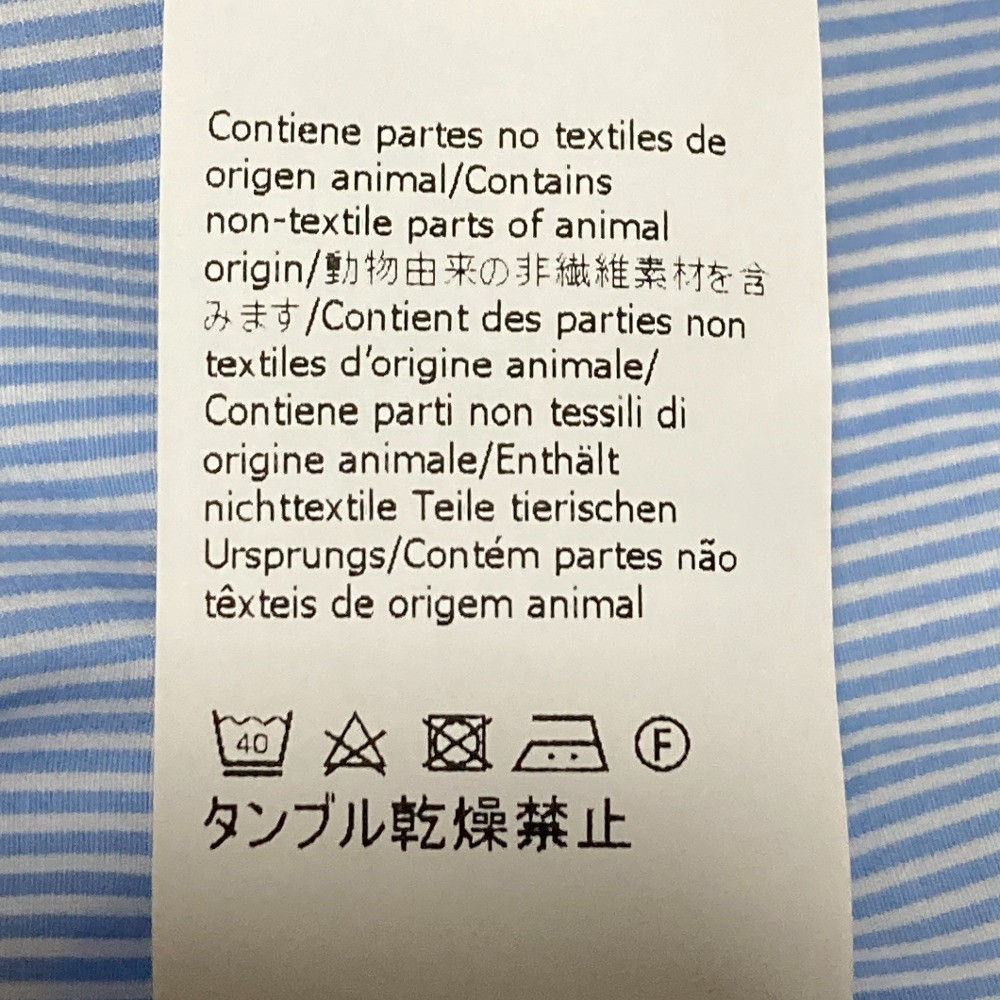 Contiene partes no textiles de
origen animal/Contains
non-textile parts of animal
origin/動物由来の非繊維素材を含
みます/Contient des parties non
textiles d’origine animale/
Contiene parti non tessili di
origine animale/Enthält
nichttextile Teile tierischen
Ursprungs/Contém partes não
têxteis de origem animal
40 F
タンブル乾燥禁止